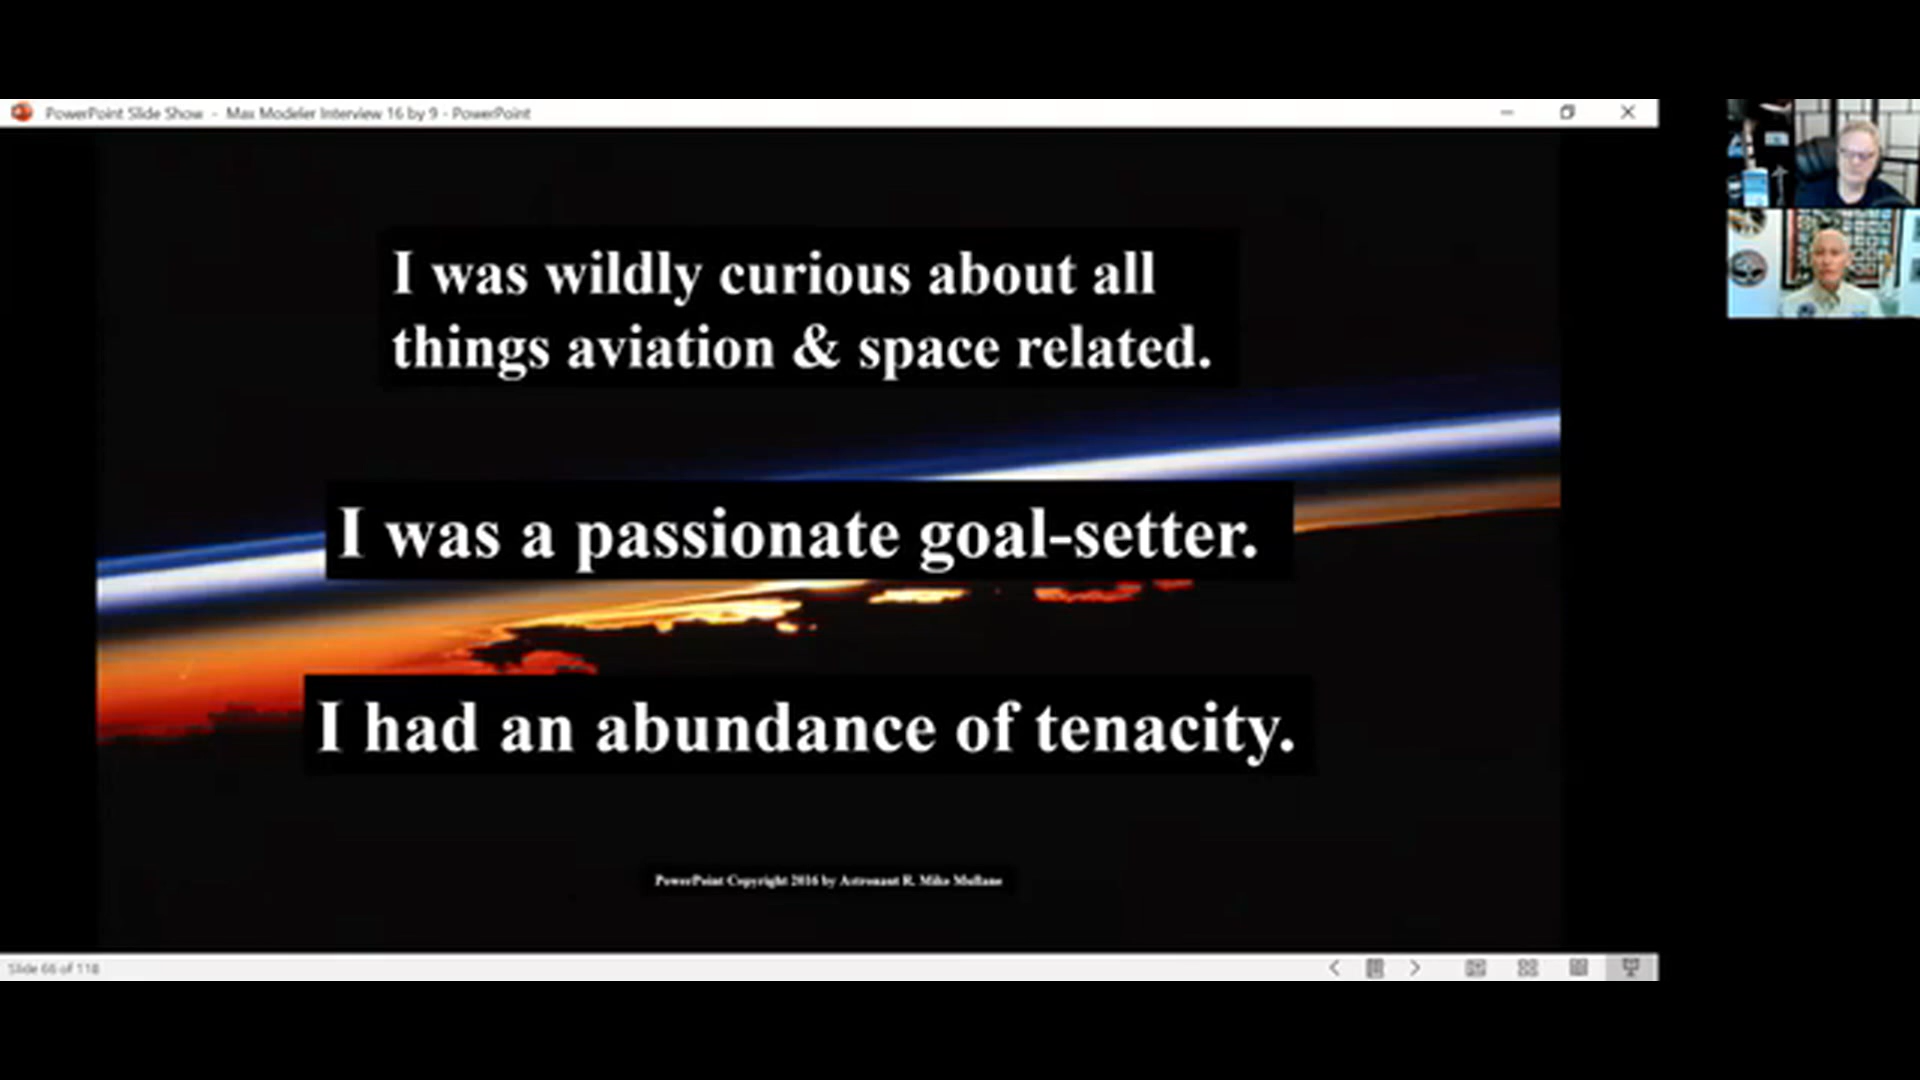 PowerPoint Slide Show - Max Modeler Interview 16 by 9 - PowerPoint
I was wildly curious about all
things aviation & space related.
I was a passionate goal-setter.
I had an abundance of tenacity.
PowerPoint Copyright 2016 by Astronaut R. Mike Mullane
Slide 66 of 118